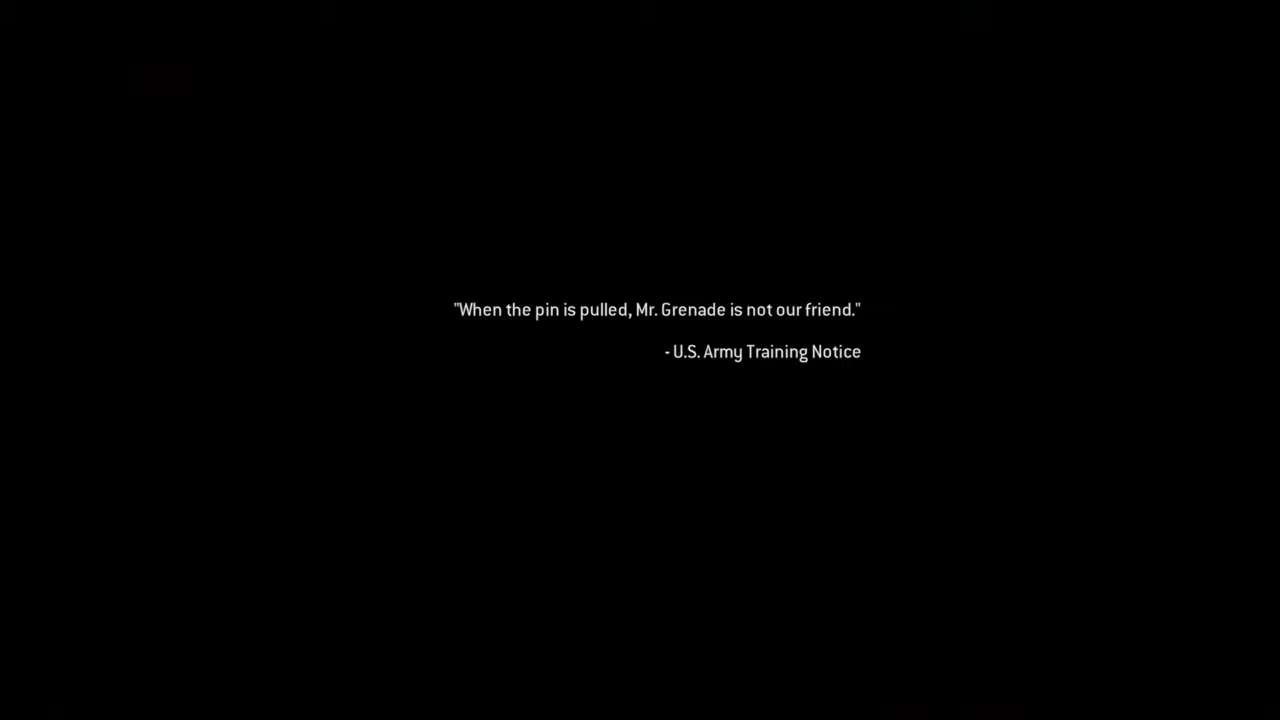 "When the pin is pulled, Mr. Grenade is not our friend."
- U.S. Army Training Notice